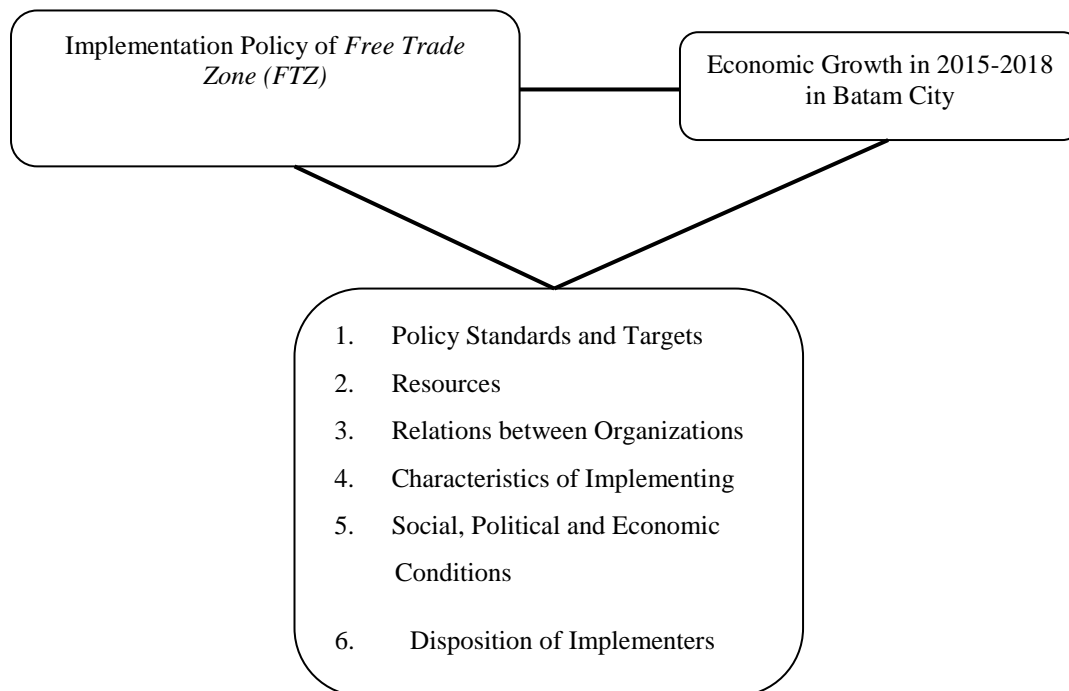 Implementation Policy of Free Trade
Zone (FTZ)
Economic Growth in 2015-2018
in Batam City
1. Policy Standards and Targets
2. Resources
3. Relations between Organizations
4. Characteristics of Implementing
5. Social, Political and Economic
Conditions
6. Disposition of Implementers